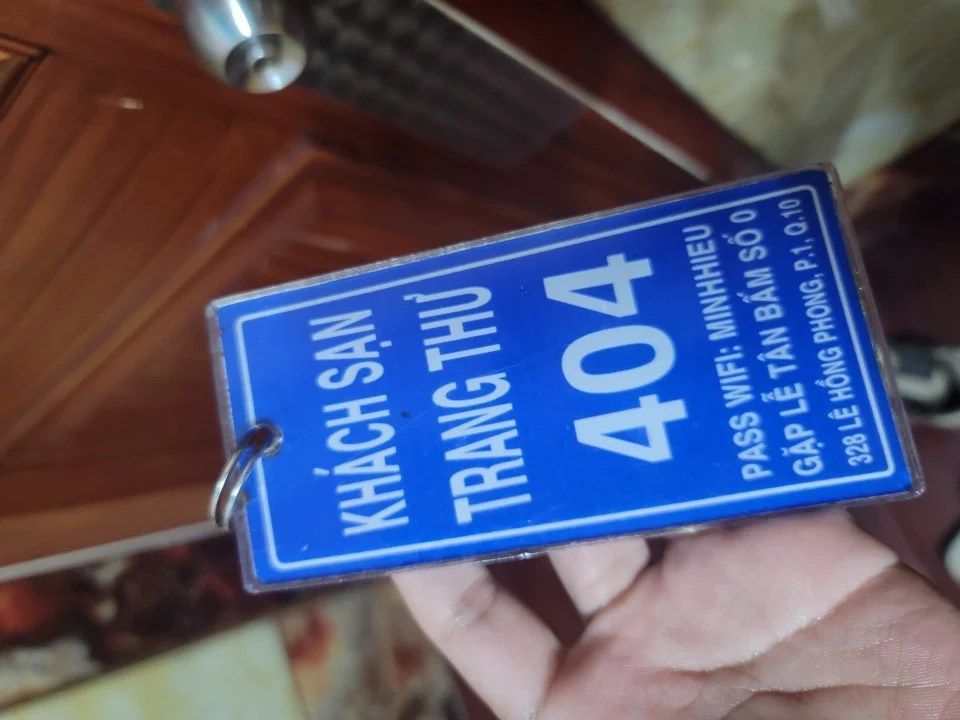 KHÁCH SẠN
TRANG THƯ
404
PASS WIFI: MINHHIEU
GẶP LỄ TÂN BẤM SỐ 0
328 LÊ HỒNG PHONG, P.1, Q.10